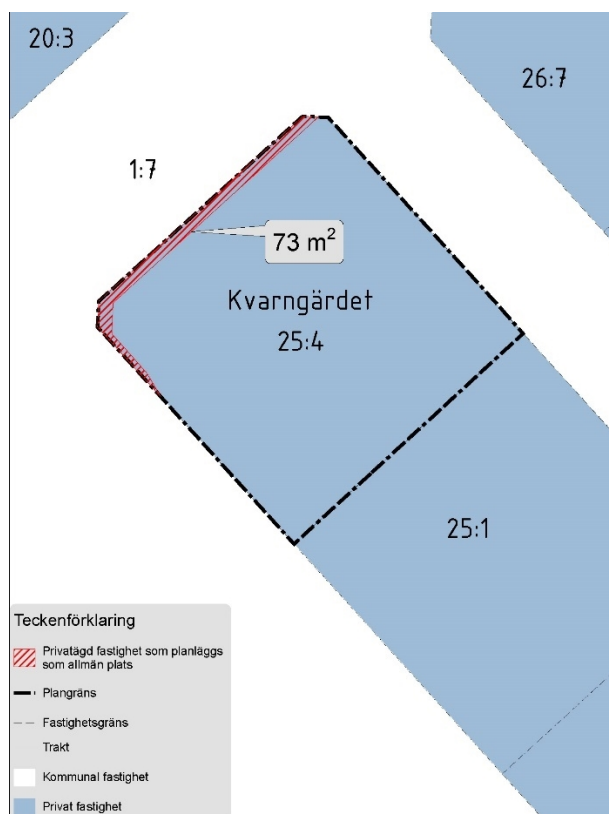 20:3
26:7
1:7
73 m²
Kvarngärdet
25:4
25:1
Teckenförklaring
Privatägd fastighet som planläggs
som allmän plats
Plangräns
Fastighetsgräns
Trakt
Kommunal fastighet
Privat fastighet